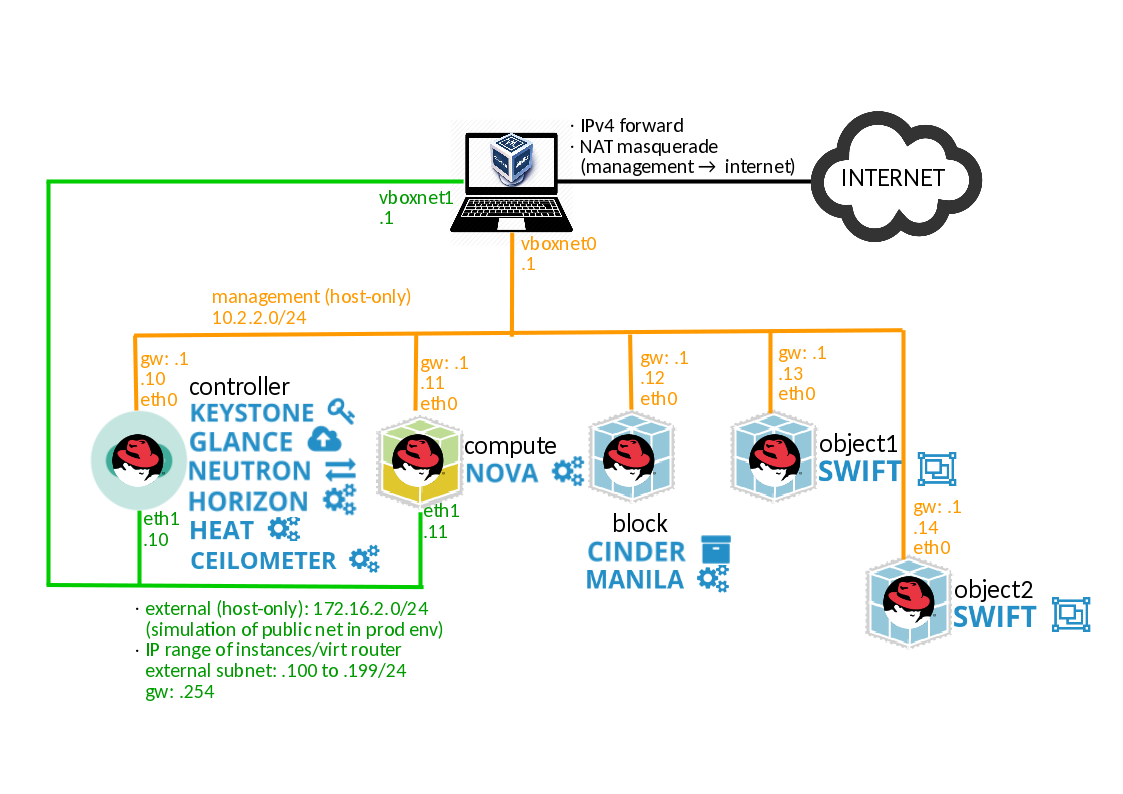 · IPv4 forward
· NAT masquerade
(management → internet)
INTERNET
vboxnet1
.1
vboxnet0
.1
management (host-only)
10.2.2.0/24
gw: .1
.10
eth0
gw: .1
.11
eth0
gw: .1
.12
eth0
gw: .1
.13
eth0
controller
KEYSTONE
GLANCE
NEUTRON
HORIZON
HEAT
CEILOMETER
compute
NOVA
object1
SWIFT
eth1
.10
eth1
.11
block
CINDER
MANILA
gw: .1
.14
eth0
object2
SWIFT
· external (host-only): 172.16.2.0/24
(simulation of public net in prod env)
· IP range of instances/virt router
external subnet: .100 to .199/24
gw: .254